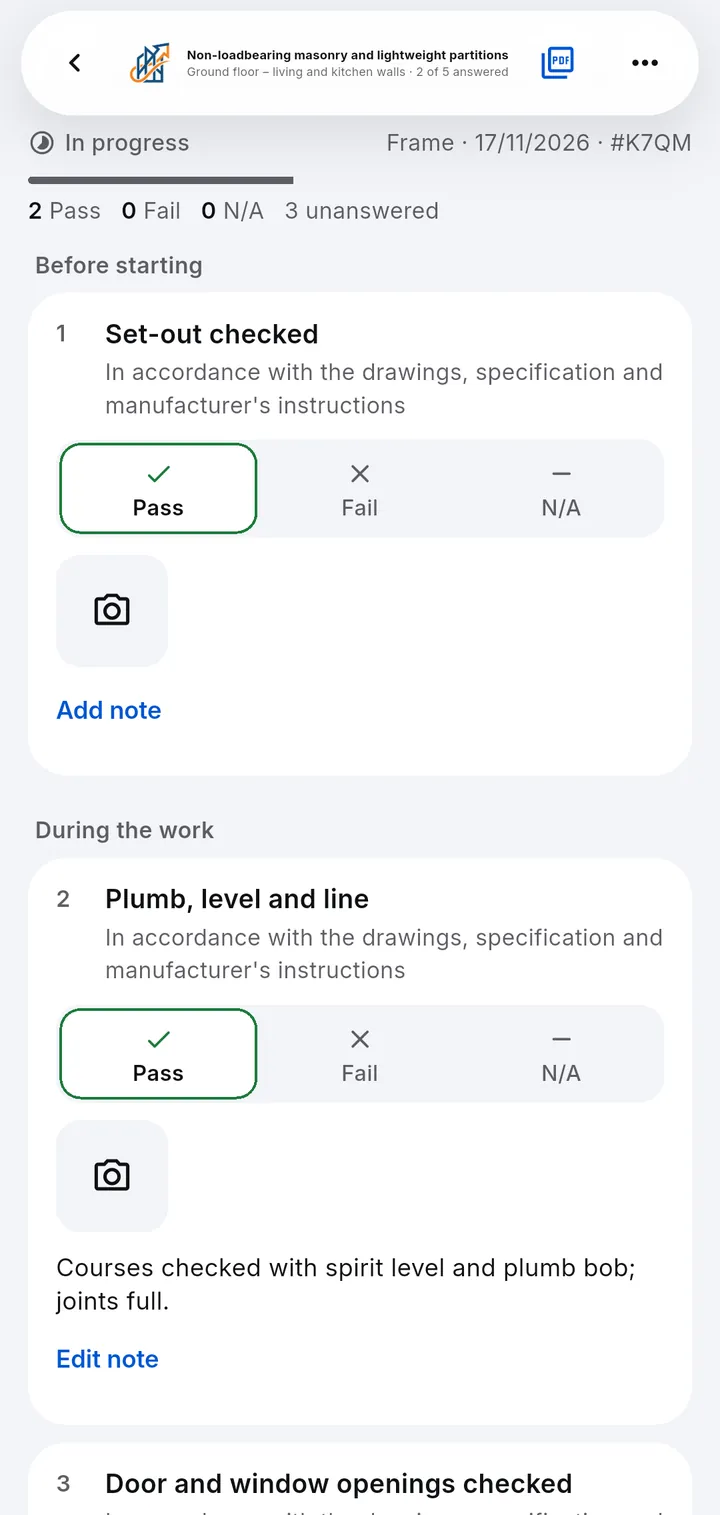 Non-loadbearing masonry and lightweight partitions
Ground floor – living and kitchen walls · 2 of 5 answered
PDF
In progress
Frame · 17/11/2026 · #K7QM
2 Pass 0 Fail 0 N/A 3 unanswered
Before starting
1 Set-out checked
In accordance with the drawings, specification and
manufacturer's instructions
Pass Fail N/A
Add note
During the work
2 Plumb, level and line
In accordance with the drawings, specification and
manufacturer's instructions
Pass Fail N/A
Courses checked with spirit level and plumb bob;
joints full.
Edit note
3 Door and window openings checked